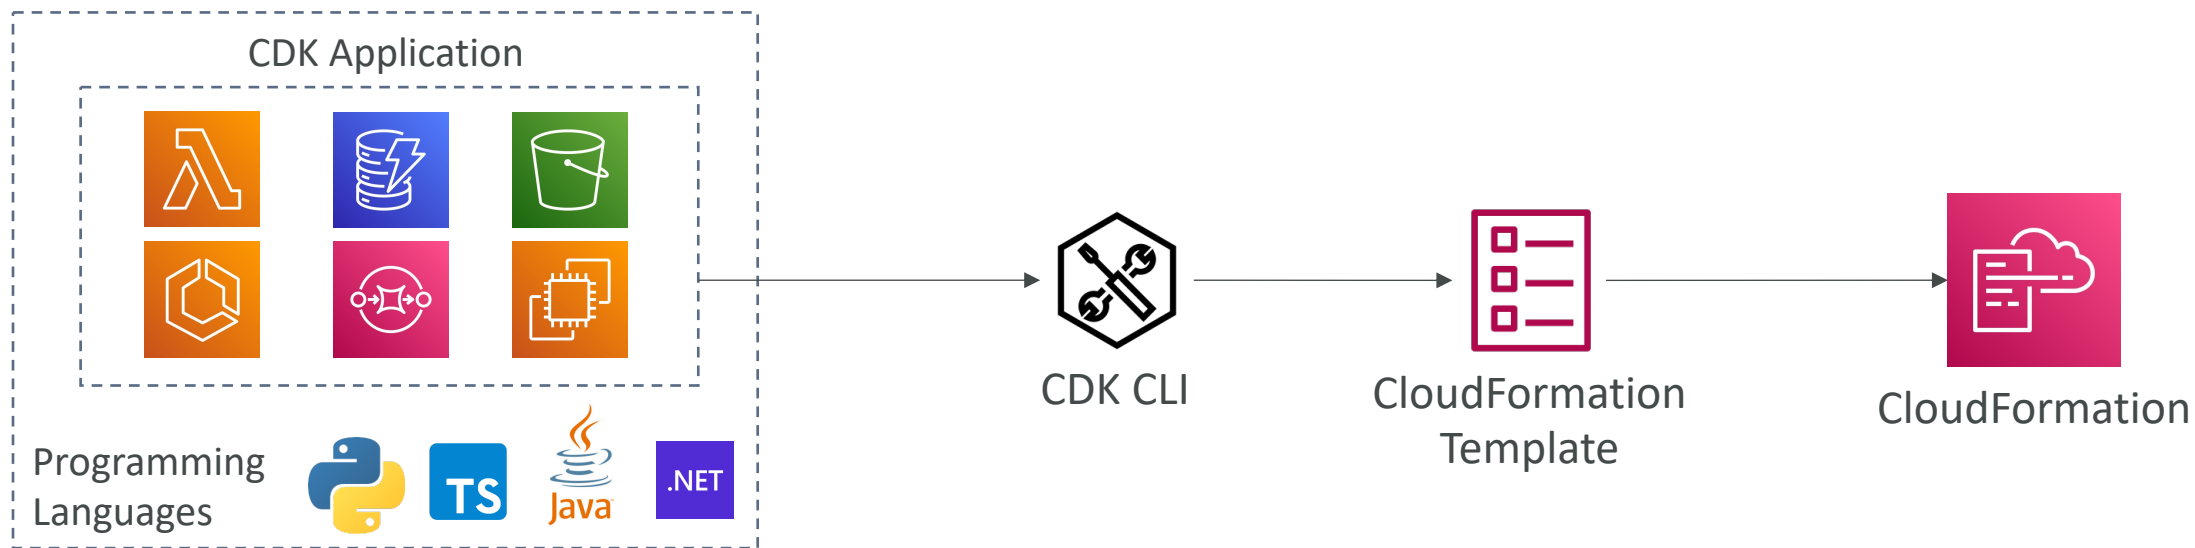 CDK Application
Programming
Languages
TS
Java
.NET
CDK CLI
CloudFormation
Template
CloudFormation